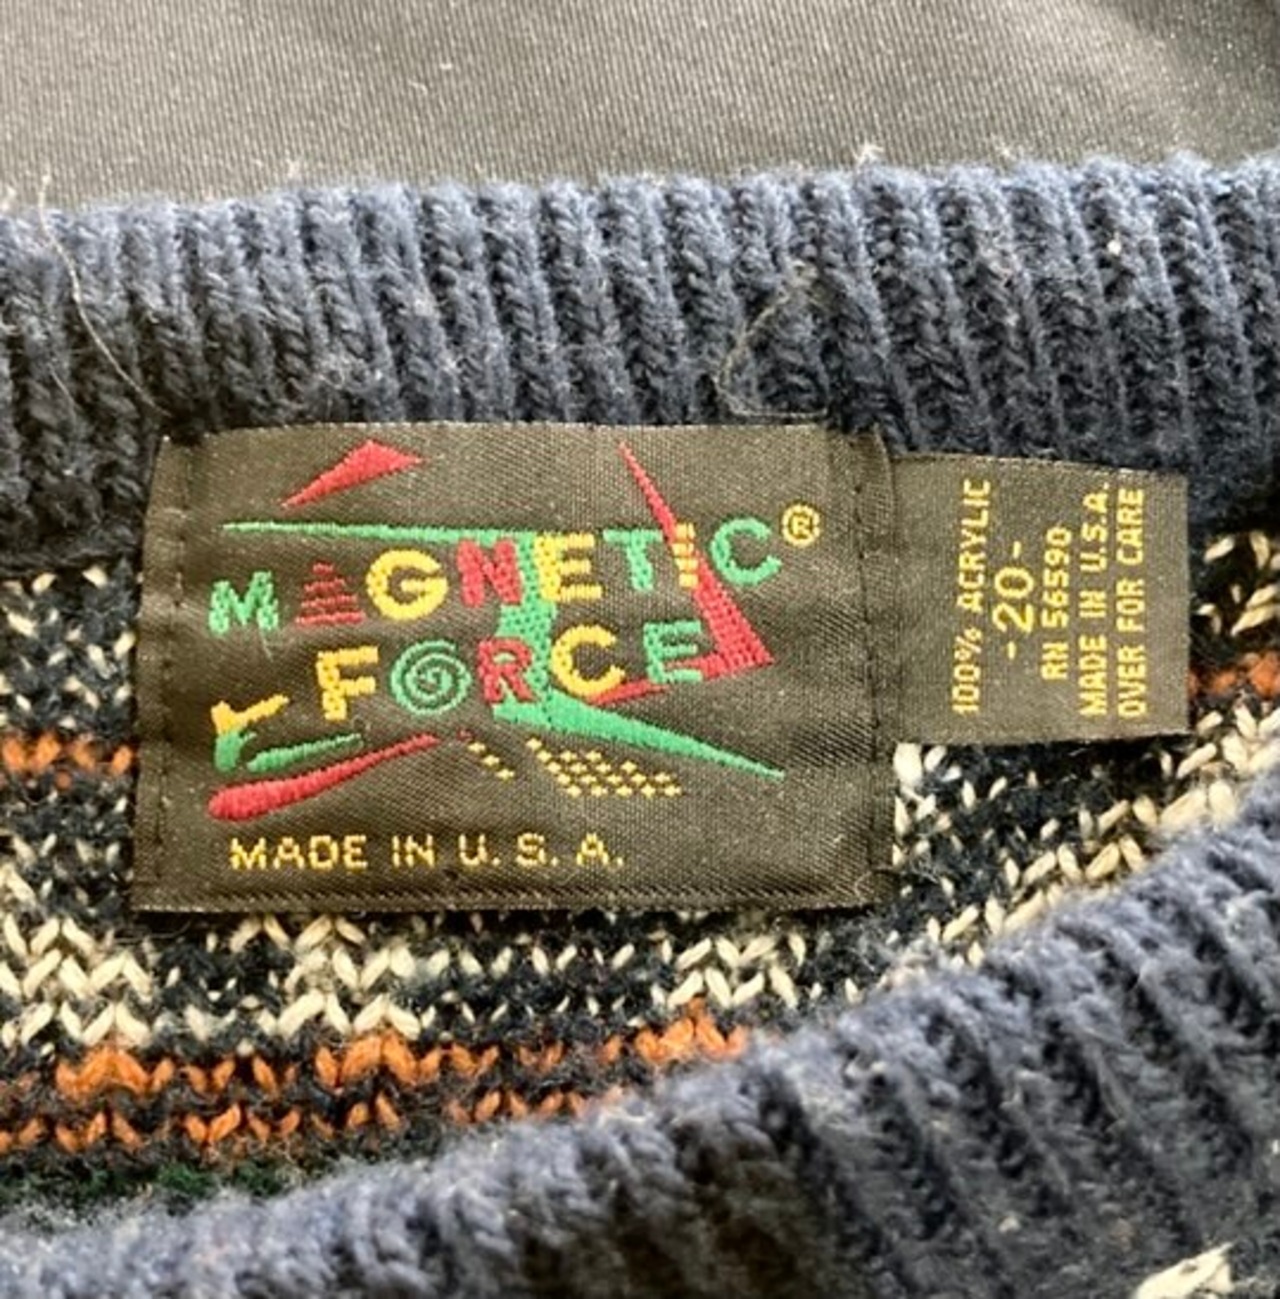 MAGNETIC®
FORCE
MADE IN U.S.A.
100% ACRYLIC
-20-
RN 56590
MADE IN U.S.A.
OVER FOR CARE